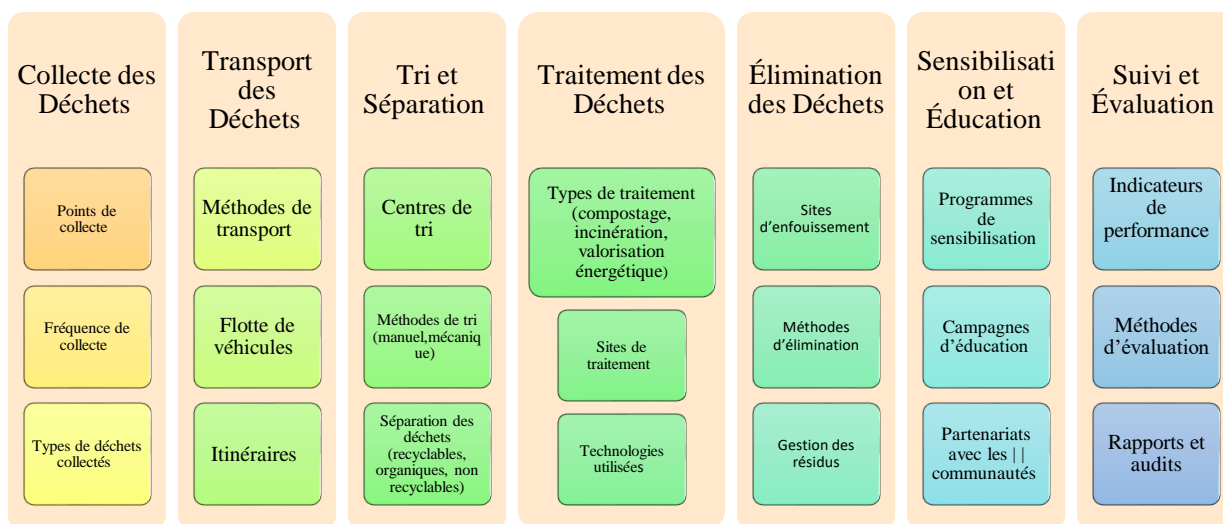 Collecte des
Déchets
Points de
collecte
Fréquence de
collecte
Types de déchets
collectés
Transport
des
Déchets
Méthodes de
transport
Flotte de
véhicules
Itinéraires
Tri et
Séparation
Centres de
tri
Méthodes de tri
(manuel,mécaniq
ue)
Séparation des
déchets
(recyclables,
organiques, non
recyclables)
Traitement des
Déchets
Types de traitement
(compostage,
incinération,
valorisation
énergétique)
Sites de
traitement
Technologies
utilisées
Élimination
des Déchets
Sites
d’enfouissement
Méthodes
d’élimination
Gestion des
résidus
Sensibilisati
on et
Éducation
Programmes
de
sensibilisation
Campagnes
d’éducation
Partenariats
avec les | |
communautés
Suivi et
Évaluation
Indicateurs
de
performance
Méthodes
d’évaluation
Rapports et
audits